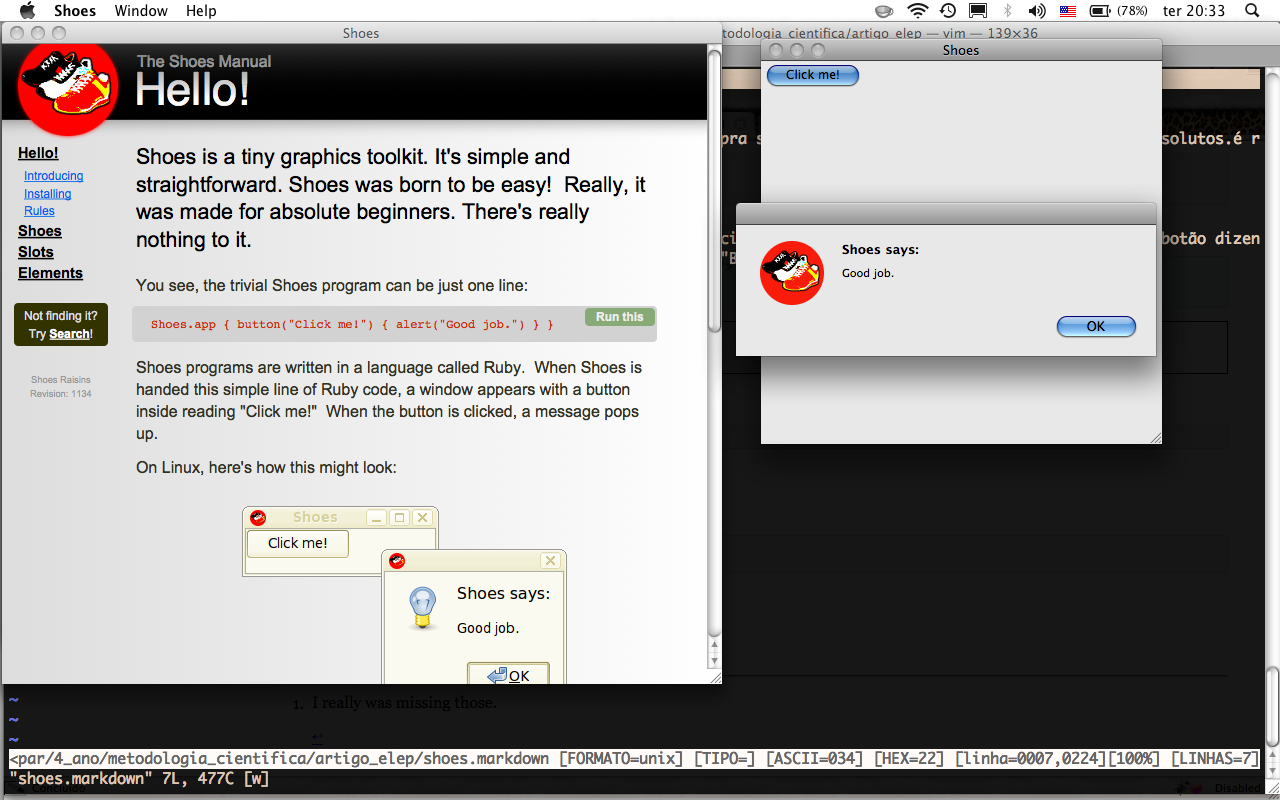 Shoes Window Help (78%) ter 20:33
Shoes
todologia_cientifica/artigo_elep — vim — 139×36
Shoes
The Shoes Manual
Hello!
Hello!
Introducing
Installing
Rules
Shoes
Slots
Elements
Not finding it?
Try Search!
Shoes Raisins
Revision: 1134
Shoes is a tiny graphics toolkit. It's simple and
straightforward. Shoes was born to be easy! Really, it
was made for absolute beginners. There's really
nothing to it.
You see, the trivial Shoes program can be just one line:
Run this
Shoes.app { button("Click me!") { alert("Good job.") } }
Shoes programs are written in a language called Ruby. When Shoes is
handed this simple line of Ruby code, a window appears with a button
inside reading "Click me!" When the button is clicked, a message pops
up.
On Linux, here's how this might look:
Shoes
Click me!
Shoes says:
Good job.
OK
Click me!
pra s
solutos.é r
ci
botão dizen
"B
Shoes says:
Good job.
OK
~
1. I really was missing those.
~
~
<par/4_ano/metodologia_cientifica/artigo_elep/shoes.markdown [FORMATO=unix] [TIPO=] [ASCII=034] [HEX=22] [linha=0007,0224][100%] [LINHAS=7]
"shoes.markdown" 7L, 477C [w]
Concluído
Disabled